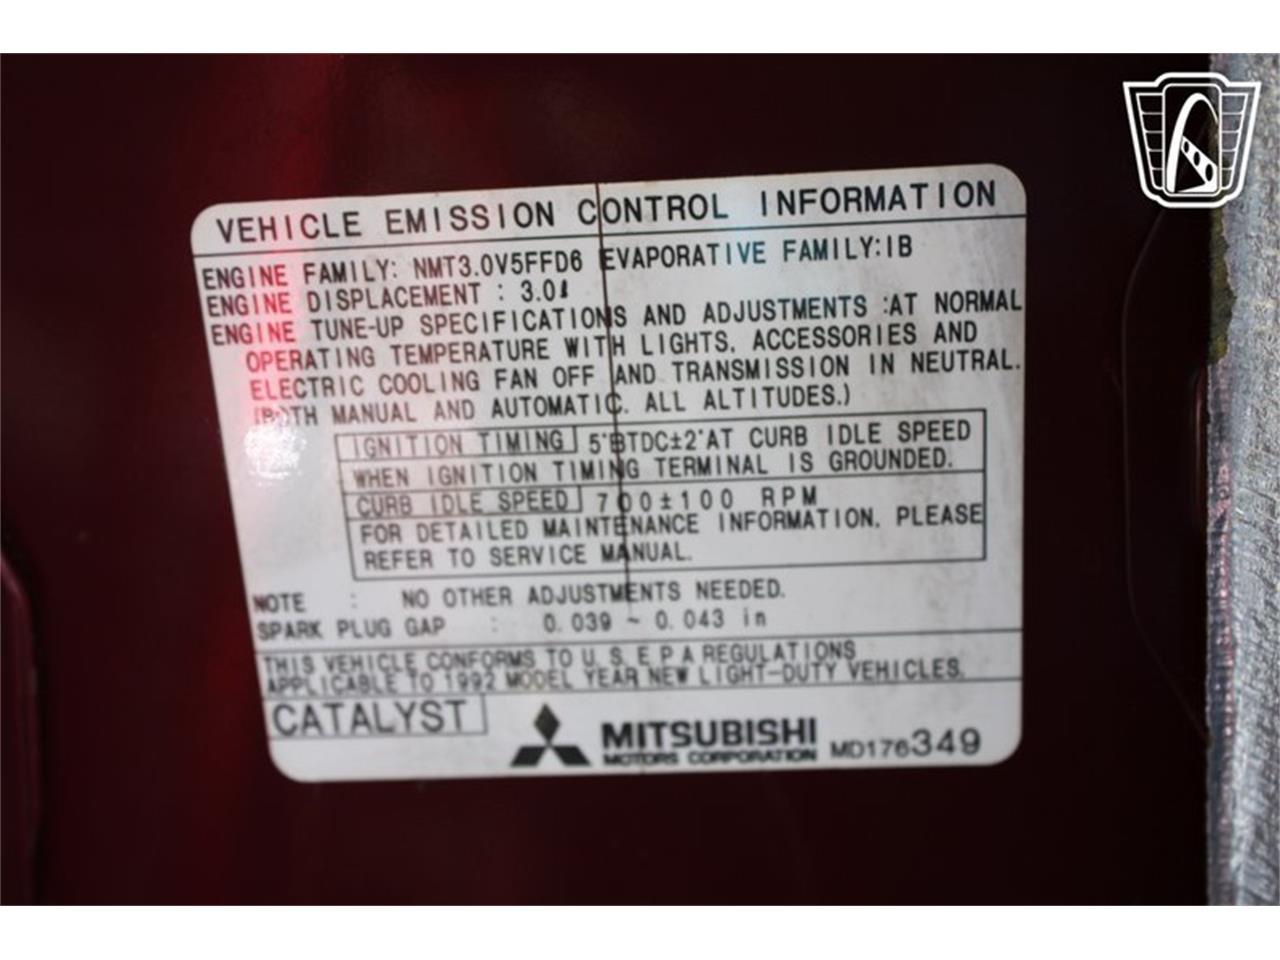 VEHICLE EMISSION CONTROL INFORMATION
ENGINE FAMILY: NMT3.0V5FFD6 EVAPORATIVE FAMILY:IB
ENGINE DISPLACEMENT : 3.0ℓ
ENGINE TUNE-UP SPECIFICATIONS AND ADJUSTMENTS :AT NORMAL
OPERATING TEMPERATURE WITH LIGHTS, ACCESSORIES AND
ELECTRIC COOLING FAN OFF AND TRANSMISSION IN NEUTRAL.
(BOTH MANUAL AND AUTOMATIC. ALL ALTITUDES.)
IGNITION TIMING 5°BTDC±2°AT CURB IDLE SPEED
WHEN IGNITION TIMING TERMINAL IS GROUNDED.
CURB IDLE SPEED 700±100 RPM
FOR DETAILED MAINTENANCE INFORMATION. PLEASE
REFER TO SERVICE MANUAL.
NOTE : NO OTHER ADJUSTMENTS NEEDED.
SPARK PLUG GAP : 0.039 ~ 0.043 in
THIS VEHICLE CONFORMS TO U.S.E.P.A REGULATIONS
APPLICABLE TO 1992 MODEL YEAR NEW LIGHT-DUTY VEHICLES.
CATALYST
MITSUBISHI
MOTORS CORPORATION
MD176349